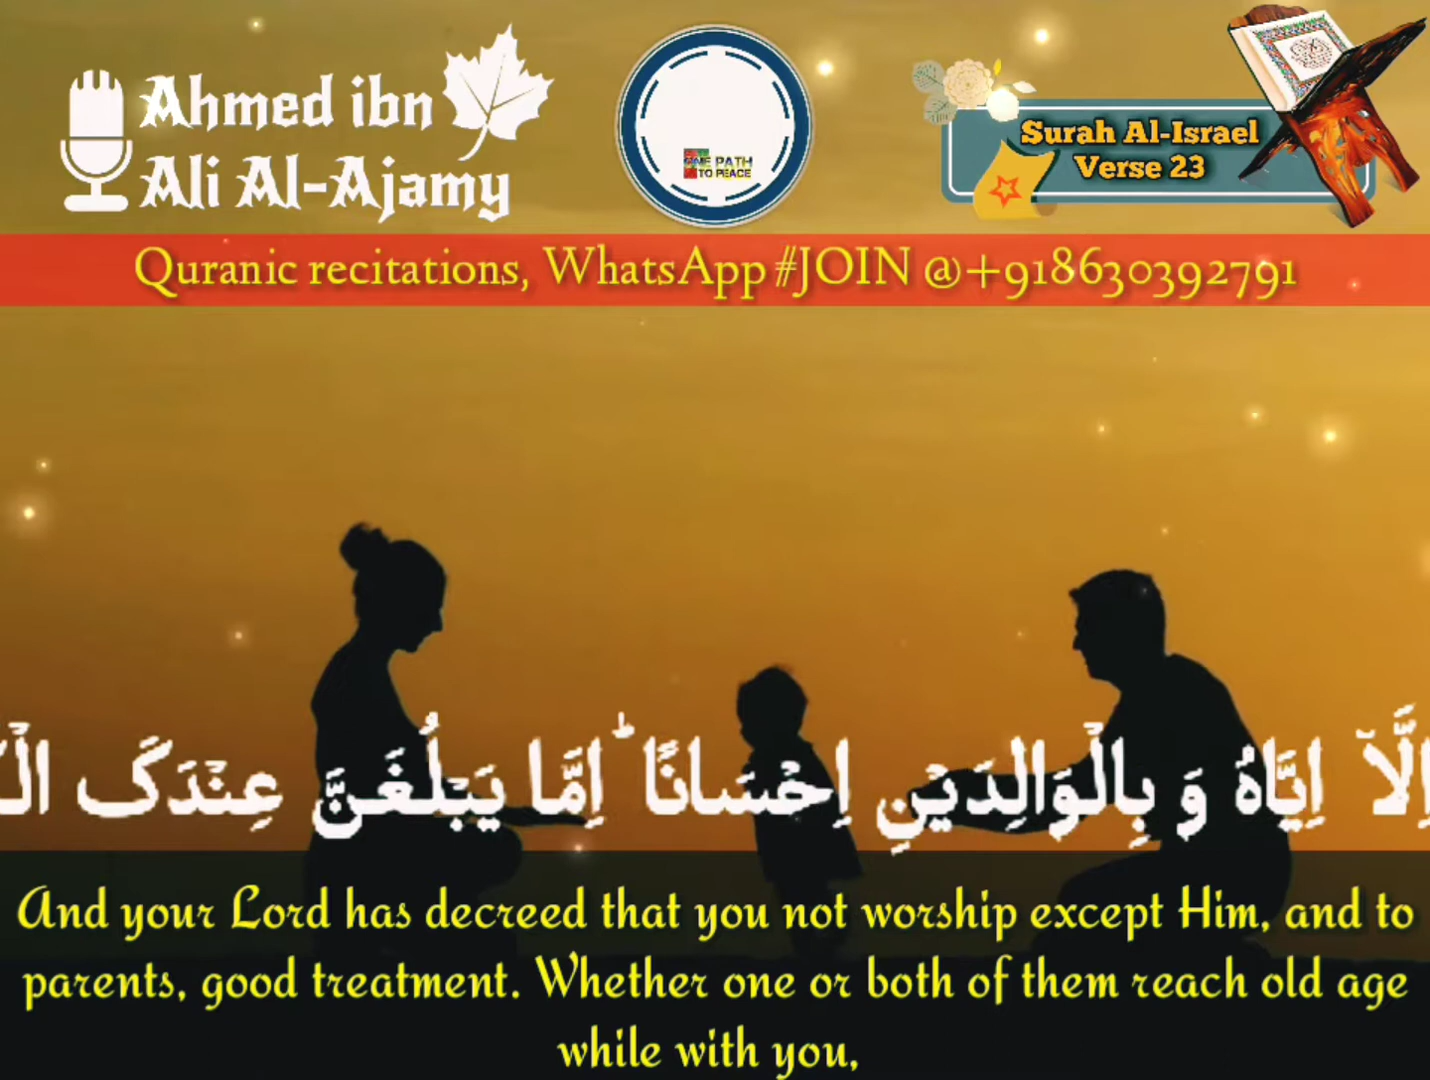 Ahmed ibn
Ali Al-Ajamy
ONE PATH
TO PEACE
Surah Al-Israel
Verse 23
Quranic recitations, WhatsApp #JOIN @+918630392791
اِلَّاۤ اِيَّاهُ وَ بِالْوَالِدَيْنِ اِحْسَانًا ؕ اِمَّا يَبْلُغَنَّ عِنْدَكَ
And your Lord has decreed that you not worship except Him, and to
parents, good treatment. Whether one or both of them reach old age
while with you,